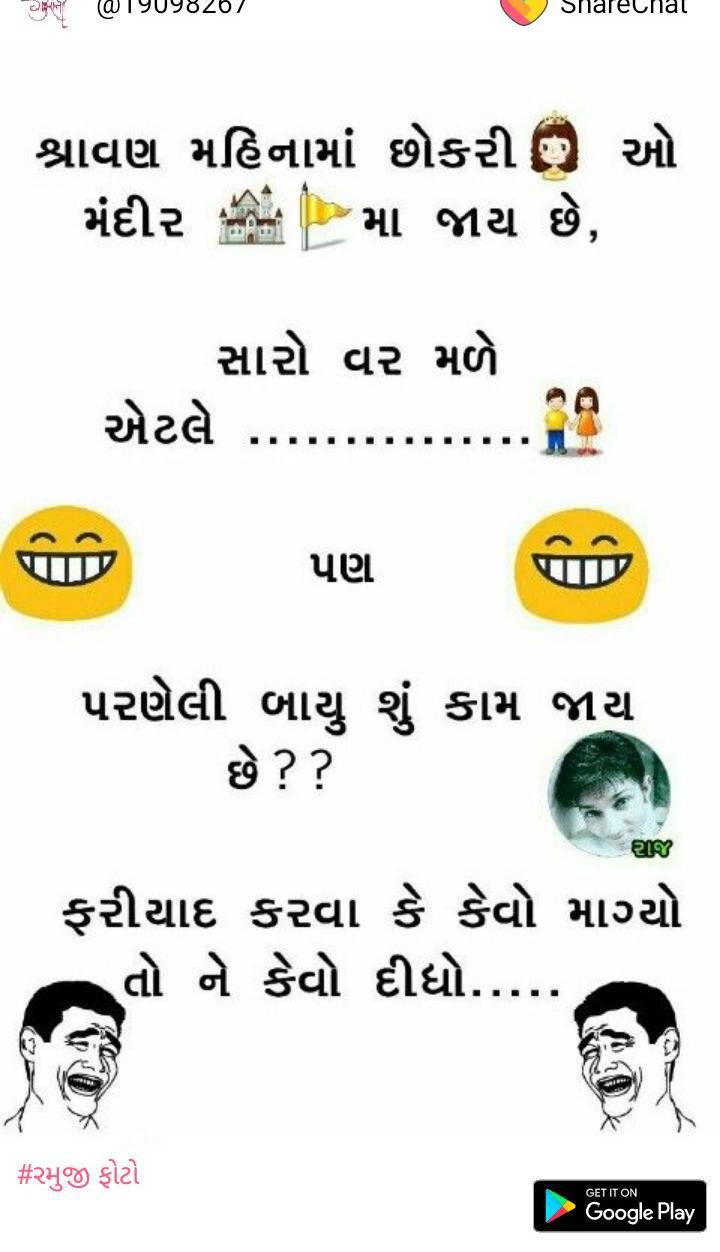 @19098267
ShareChat
શ્રાવણ મહિનામાં છોકરી ઓ
મંદીર મા જાય છે,
સારો વર મળે
એટલે ...............
પણ
પરણેલી બાયુ શું કામ જાય
છે ? ?
રાજ
ફરીયાદ કરવા કે કેવો માગ્યો
તો ને કેવો દીધો.....
#રમુજી ફોટો
GET IT ON
Google Play